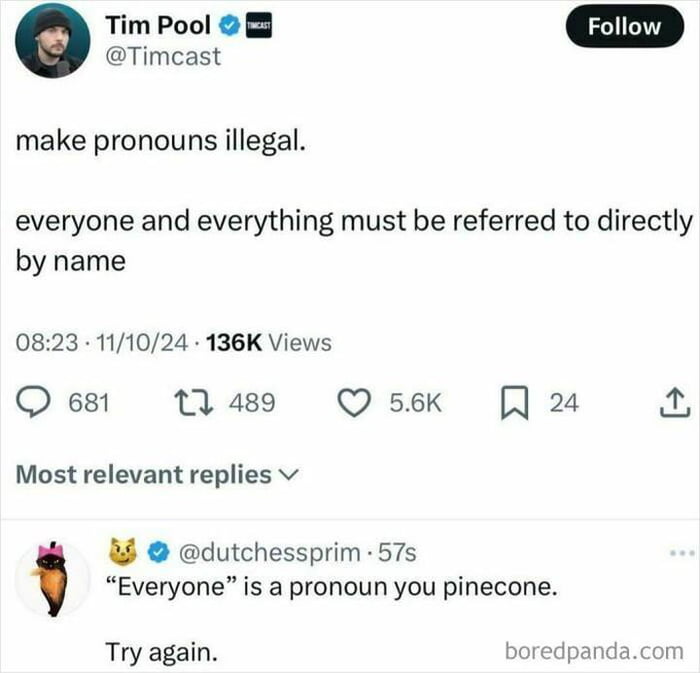 Tim Pool TIMCAST
@Timcast
Follow
make pronouns illegal.
everyone and everything must be referred to directly
by name
08:23 · 11/10/24 · 136K Views
681 489 5.6K 24
Most relevant replies
@dutchessprim · 57s
“Everyone” is a pronoun you pinecone.
Try again.
boredpanda.com